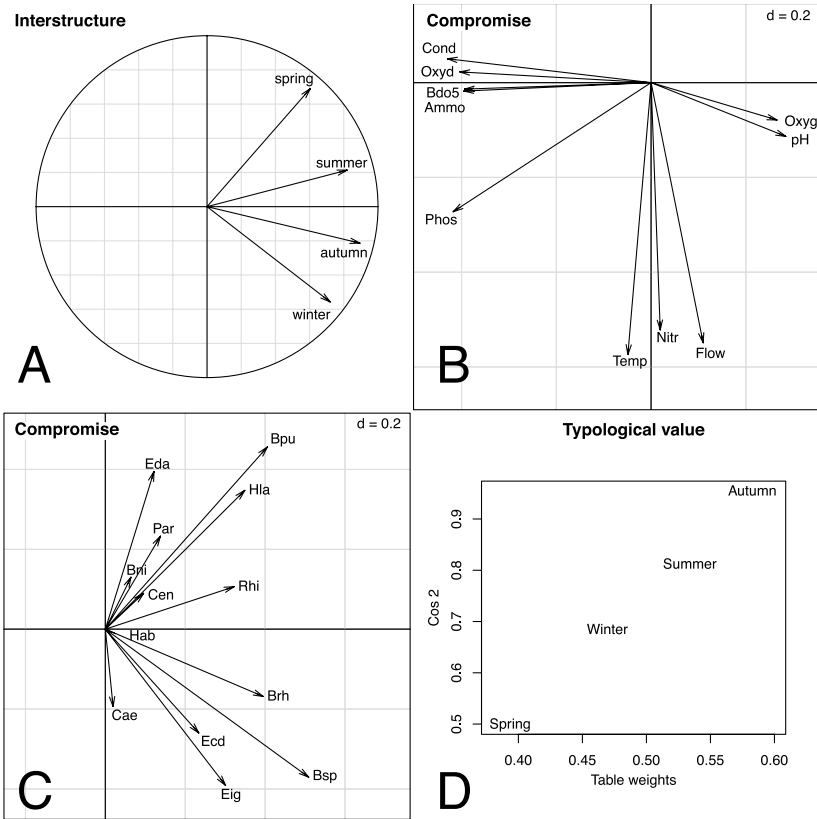 Interstructure
spring
summer
autumn
winter
A
Compromise
d = 0.2
Cond
Oxyd
Bdo5
Ammo
Oxyg
pH
Phos
Nitr
Flow
Temp
B
Compromise
d = 0.2
Bpu
Eda
Hla
Par
Bni
Cen
Rhi
Hab
Brh
Cae
Ecd
Bsp
Eig
C
Typological value
Autumn
Summer
Winter
Spring
Cos 2
0.9
0.8
0.7
0.6
0.5
0.40 0.45 0.50 0.55 0.60
Table weights
D